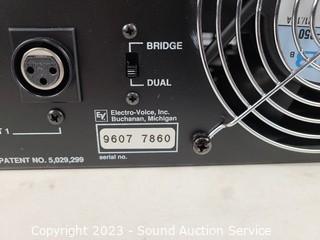 BRIDGE
DUAL
T 1
EV
Electro-Voice, Inc.
Buchanan, Michigan
9607 7860
serial no.
PATENT NO. 5,029,299
Copyright 2023 - Sound Auction Service